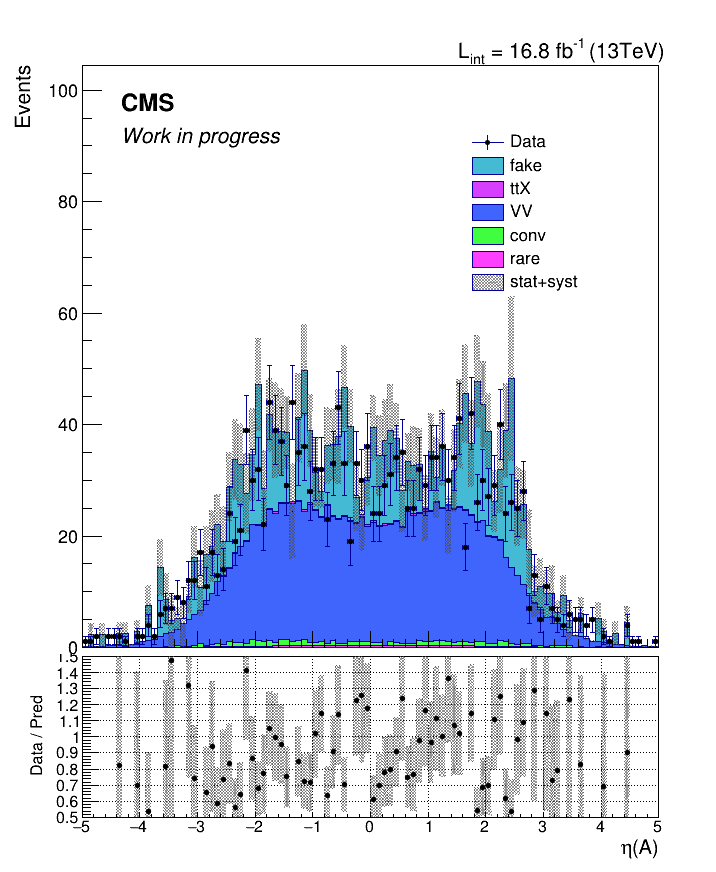 L_int = 16.8 fb^-1 (13TeV)
Events
CMS
Work in progress
Data
fake
ttX
VV
conv
rare
stat+syst
100
80
60
40
20
0
Data / Pred
1.5
1.4
1.3
1.2
1.1
1
0.9
0.8
0.7
0.6
0.5
−5 −4 −3 −2 −1 0 1 2 3 4 5
η(A)